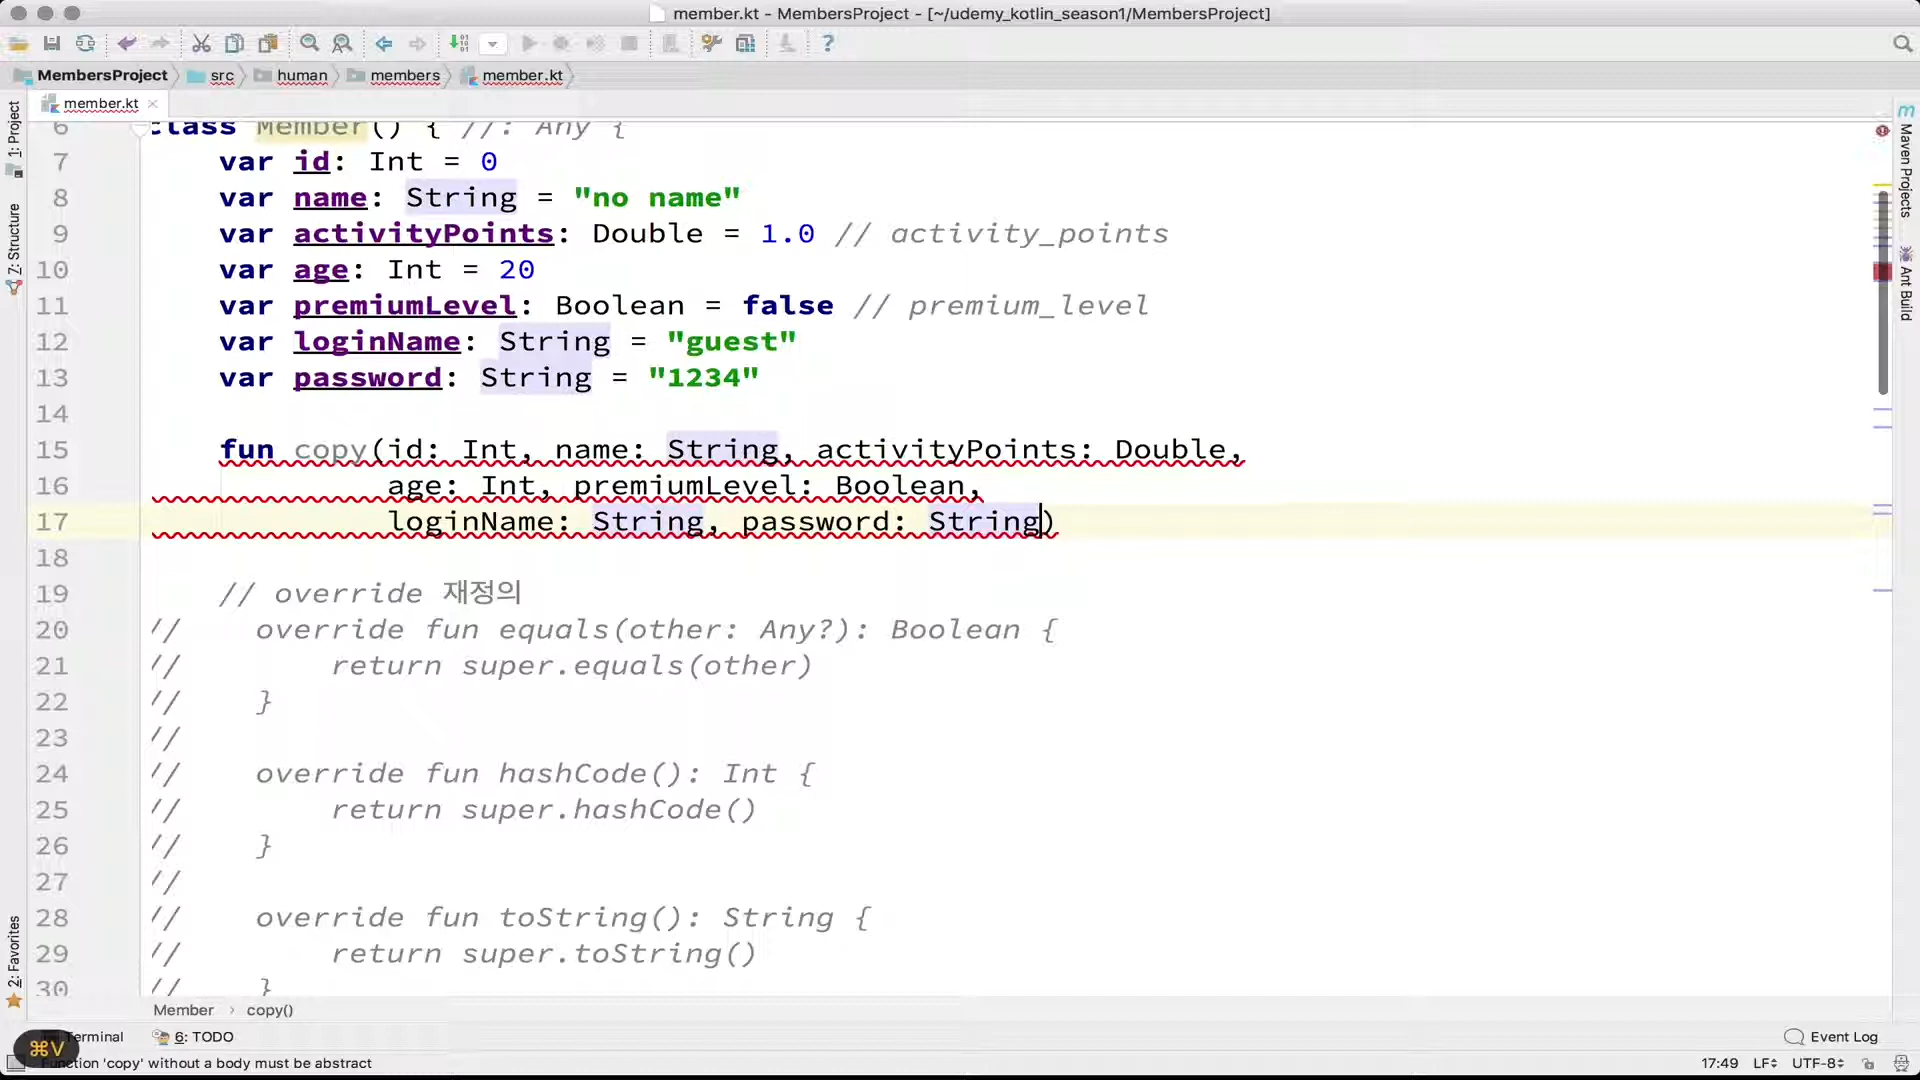 member.kt - MembersProject - [~/udemy_kotlin_season1/MembersProject]
MembersProject src human members member.kt
member.kt
1: Project
7: Structure
2: Favorites
Maven Projects
Ant Build
6 class Member() { //: Any {
7 var id: Int = 0
8 var name: String = "no name"
9 var activityPoints: Double = 1.0 // activity_points
10 var age: Int = 20
11 var premiumLevel: Boolean = false // premium_level
12 var loginName: String = "guest"
13 var password: String = "1234"
14
15 fun copy(id: Int, name: String, activityPoints: Double,
16 age: Int, premiumLevel: Boolean,
17 loginName: String, password: String)
18
19 // override 재정의
20 // override fun equals(other: Any?): Boolean {
21 // return super.equals(other)
22 // }
23 //
24 // override fun hashCode(): Int {
25 // return super.hashCode()
26 // }
27 //
28 // override fun toString(): String {
29 // return super.toString()
30 // }
Member copy()
Terminal 6: TODO Event Log
⌘V
Function 'copy' without a body must be abstract 17:49 LF UTF-8